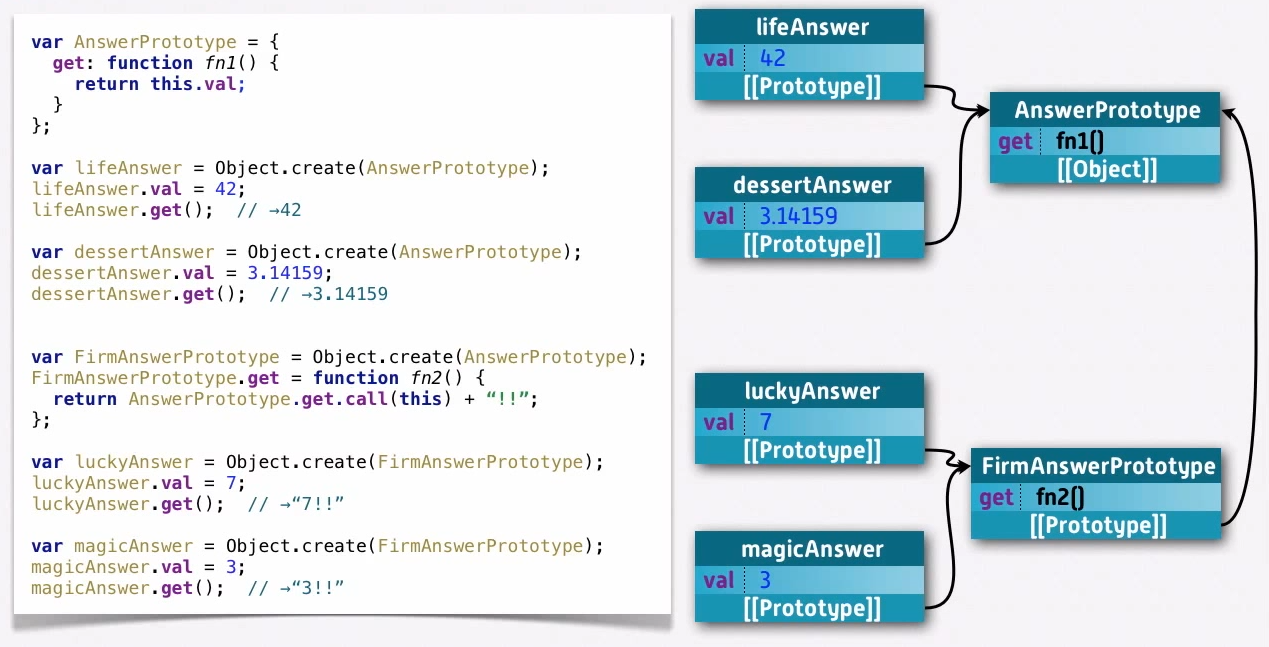 var AnswerPrototype = {
  get: function fn1() {
    return this.val;
  }
};
var lifeAnswer = Object.create(AnswerPrototype);
lifeAnswer.val = 42;
lifeAnswer.get();  // →42
var dessertAnswer = Object.create(AnswerPrototype);
dessertAnswer.val = 3.14159;
dessertAnswer.get();  // →3.14159
var FirmAnswerPrototype = Object.create(AnswerPrototype);
FirmAnswerPrototype.get = function fn2() {
  return AnswerPrototype.get.call(this) + “!!”;
};
var luckyAnswer = Object.create(FirmAnswerPrototype);
luckyAnswer.val = 7;
luckyAnswer.get();  // →“7!!”
var magicAnswer = Object.create(FirmAnswerPrototype);
magicAnswer.val = 3;
magicAnswer.get();  // →“3!!”
lifeAnswer
val 42
[[Prototype]]
dessertAnswer
val 3.14159
[[Prototype]]
AnswerPrototype
get fn1()
[[Object]]
luckyAnswer
val 7
[[Prototype]]
magicAnswer
val 3
[[Prototype]]
FirmAnswerPrototype
get fn2()
[[Prototype]]